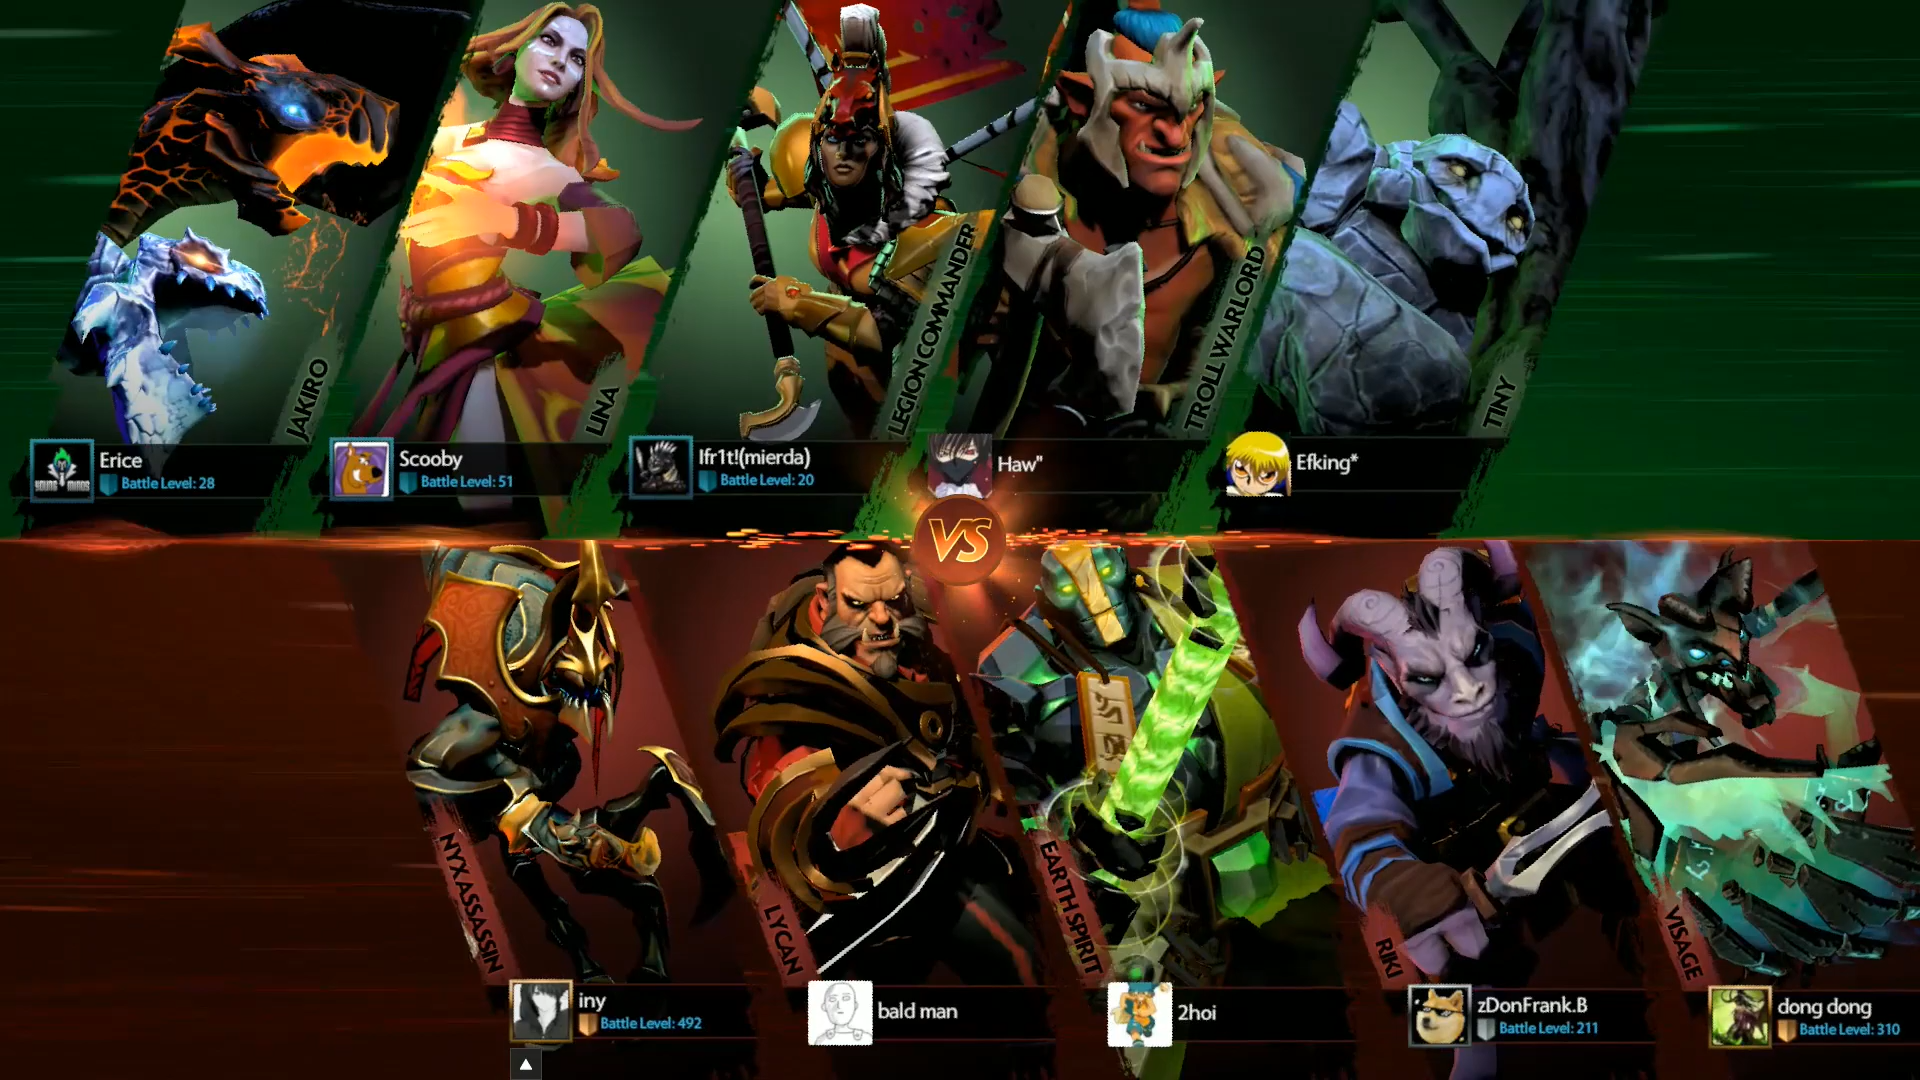 JAKIRO
LINA
LEGION COMMANDER
TROLL WARLORD
TINY
YOUNG MINDS
Erice
Battle Level: 28
Scooby
Battle Level: 51
Ifr1t!(mierda)
Battle Level: 20
Haw"
Efking*
VS
NYX ASSASSIN
LYCAN
EARTH SPIRIT
RIKI
VISAGE
iny
Battle Level: 492
bald man
2hoi
zDonFrank.B
Battle Level: 211
dong dong
Battle Level: 310